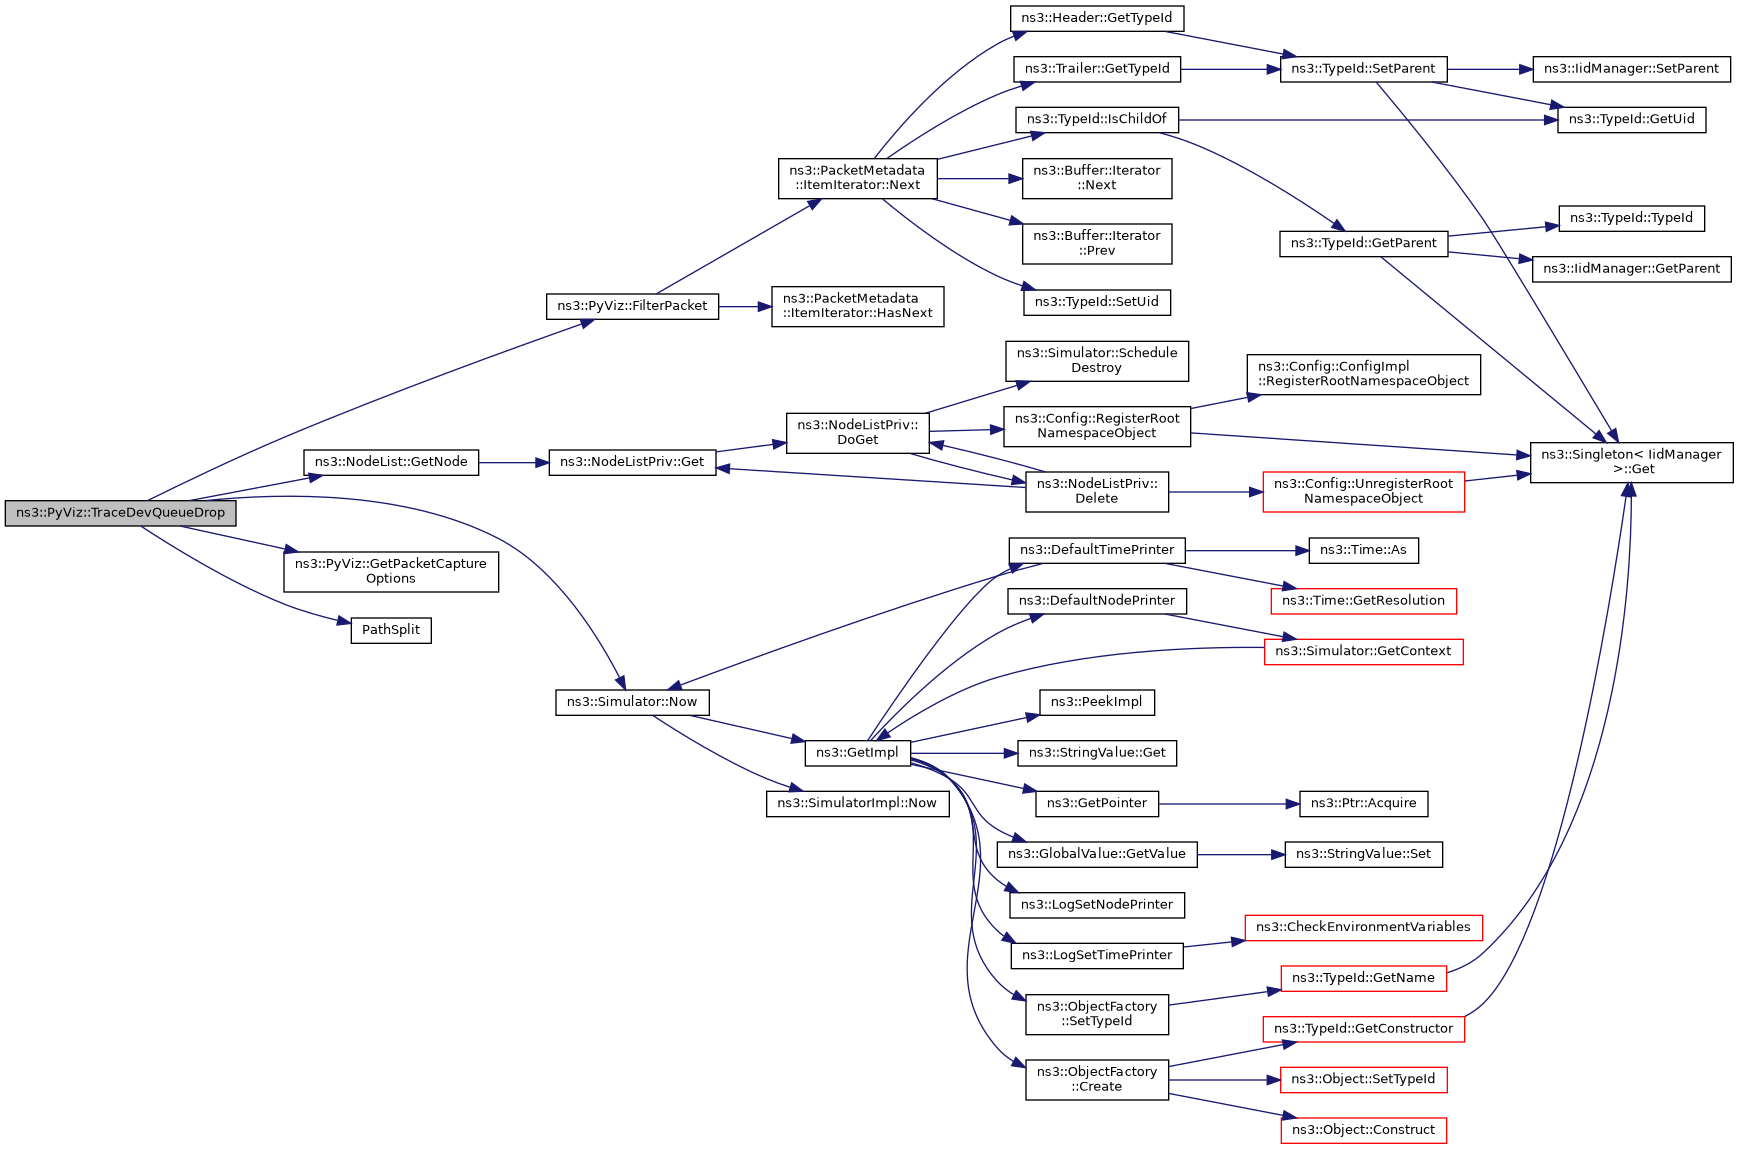 ns3::Header::GetTypeId
ns3::Trailer::GetTypeId
ns3::TypeId::SetParent
ns3::IidManager::SetParent
ns3::TypeId::IsChildOf
ns3::TypeId::GetUid
ns3::PacketMetadata
::ItemIterator::Next
ns3::Buffer::Iterator
::Next
ns3::Buffer::Iterator
::Prev
ns3::TypeId::TypeId
ns3::TypeId::GetParent
ns3::IidManager::GetParent
ns3::TypeId::SetUid
ns3::PyViz::FilterPacket
ns3::PacketMetadata
::ItemIterator::HasNext
ns3::Simulator::Schedule
Destroy
ns3::Config::ConfigImpl
::RegisterRootNamespaceObject
ns3::NodeListPriv::
DoGet
ns3::Config::RegisterRoot
NamespaceObject
ns3::NodeList::GetNode
ns3::NodeListPriv::Get
ns3::Singleton< IidManager
>::Get
ns3::NodeListPriv::
Delete
ns3::Config::UnregisterRoot
NamespaceObject
ns3::PyViz::TraceDevQueueDrop
ns3::PyViz::GetPacketCapture
Options
PathSplit
ns3::DefaultTimePrinter
ns3::Time::As
ns3::DefaultNodePrinter
ns3::Time::GetResolution
ns3::Simulator::GetContext
ns3::Simulator::Now
ns3::PeekImpl
ns3::GetImpl
ns3::StringValue::Get
ns3::SimulatorImpl::Now
ns3::GetPointer
ns3::Ptr::Acquire
ns3::GlobalValue::GetValue
ns3::StringValue::Set
ns3::LogSetNodePrinter
ns3::CheckEnvironmentVariables
ns3::LogSetTimePrinter
ns3::TypeId::GetName
ns3::ObjectFactory
::SetTypeId
ns3::TypeId::GetConstructor
ns3::ObjectFactory
::Create
ns3::Object::SetTypeId
ns3::Object::Construct